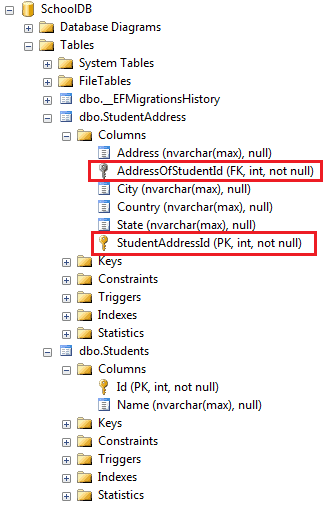 SchoolDB
Database Diagrams
Tables
System Tables
FileTables
dbo.__EFMigrationsHistory
dbo.StudentAddress
Columns
Address (nvarchar(max), null)
AddressOfStudentId (FK, int, not null)
City (nvarchar(max), null)
Country (nvarchar(max), null)
State (nvarchar(max), null)
StudentAddressId (PK, int, not null)
Keys
Constraints
Triggers
Indexes
Statistics
dbo.Students
Columns
Id (PK, int, not null)
Name (nvarchar(max), null)
Keys
Constraints
Triggers
Indexes
Statistics